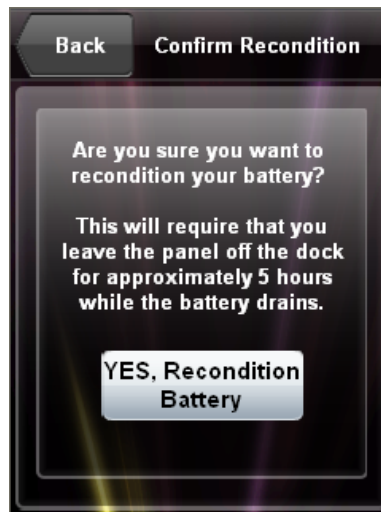 Back
Confirm Recondition
Are you sure you want to
recondition your battery?
This will require that you
leave the panel off the dock
for approximately 5 hours
while the battery drains.
YES, Recondition
Battery